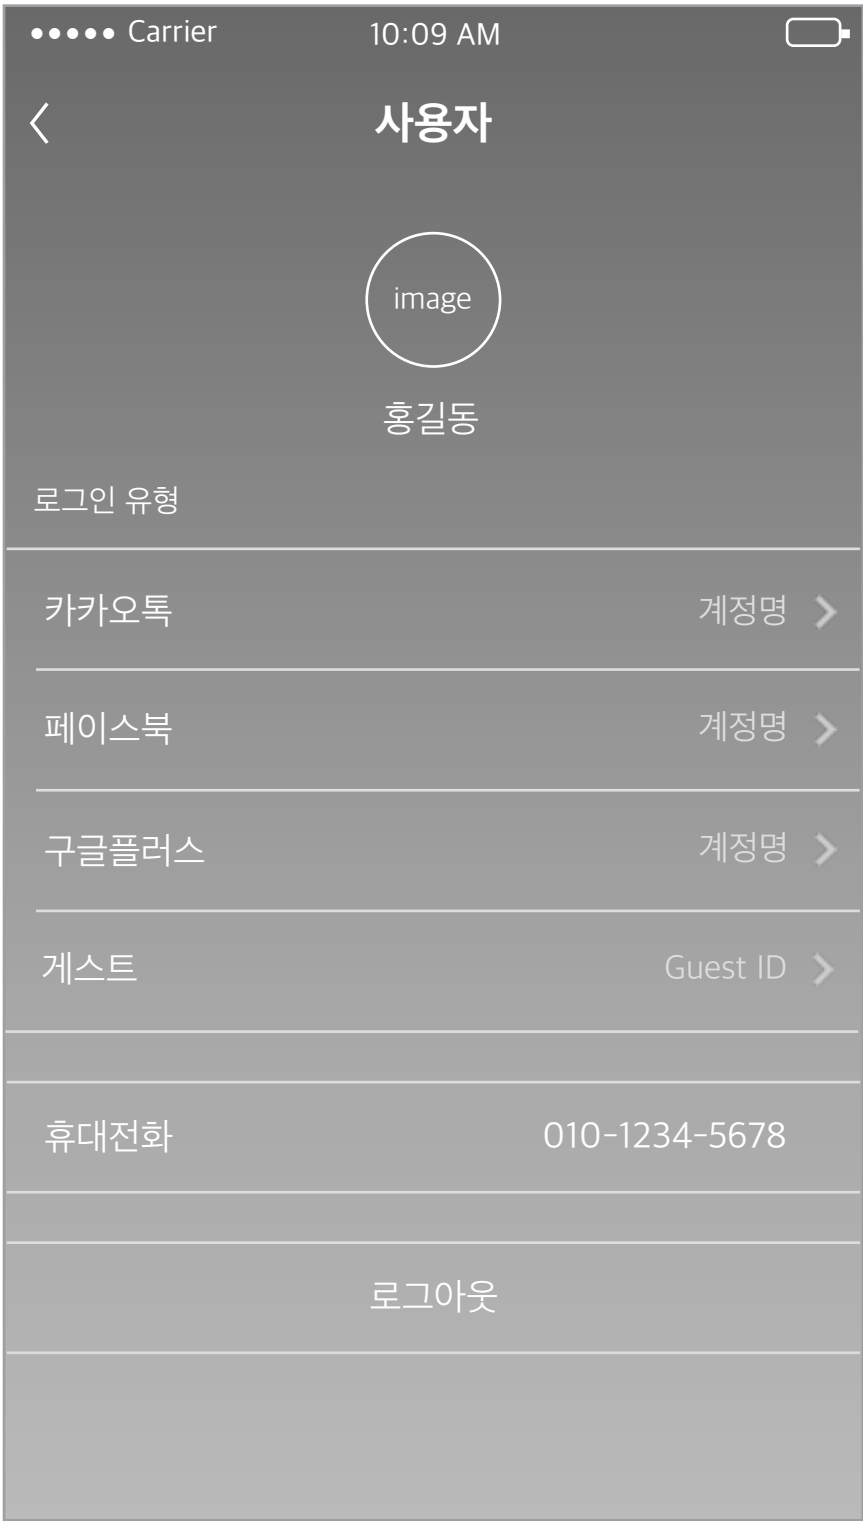 Carrier 10:09 AM
사용자
image
홍길동
로그인 유형
카카오톡 계정명
페이스북 계정명
구글플러스 계정명
게스트 Guest ID
휴대전화 010-1234-5678
로그아웃